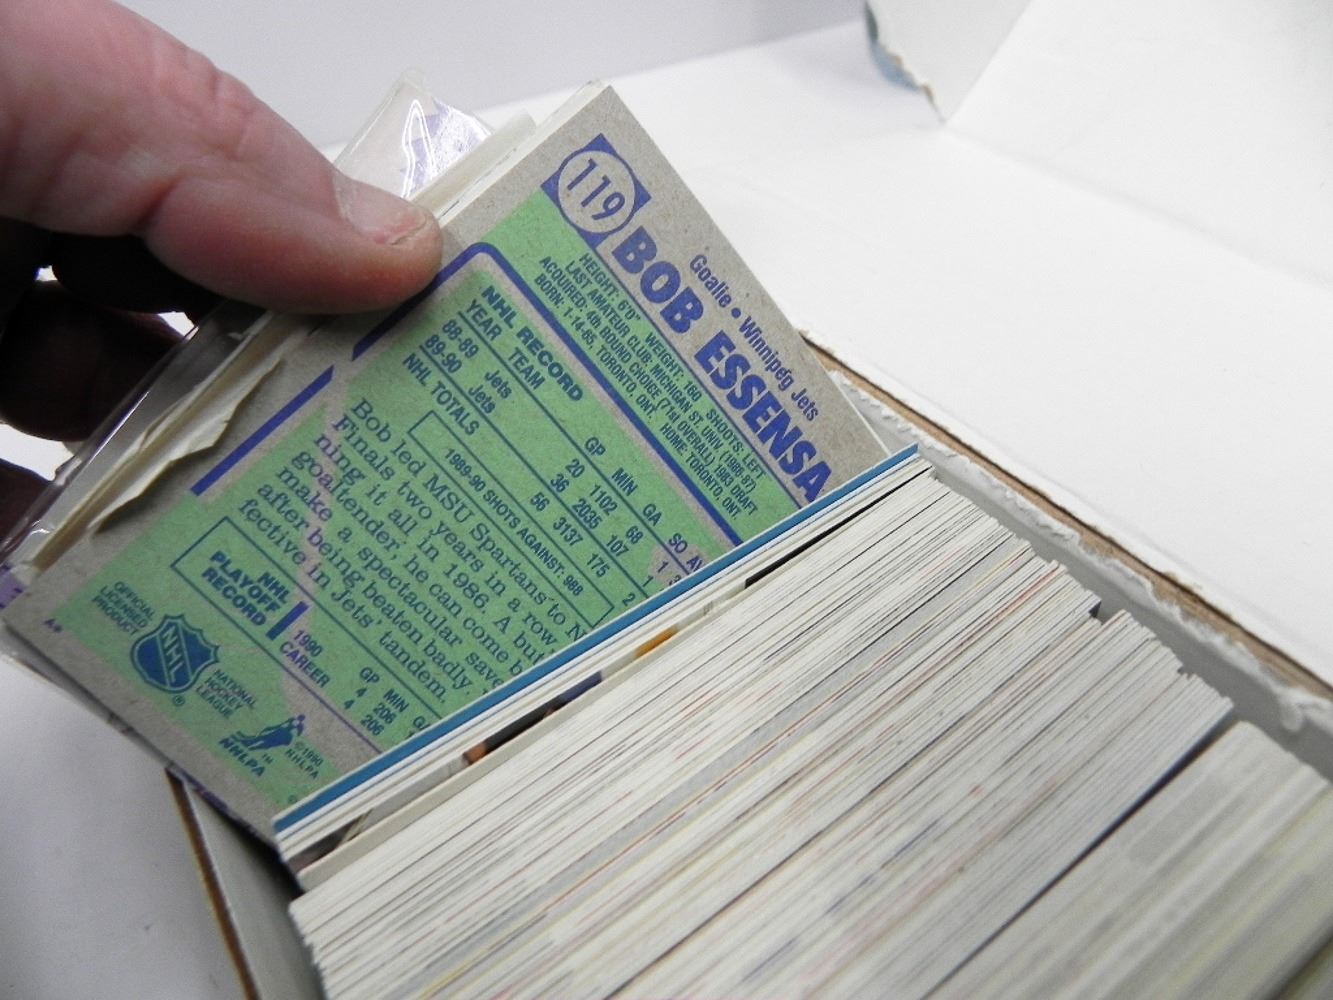 119
BOB ESSENSA
Goalie • Winnipeg Jets
HEIGHT: 6'0" WEIGHT: 160 SHOOTS: LEFT
LAST AMATEUR CLUB: MICHIGAN ST. UNIV. (1986-87)
ACQUIRED: 4th ROUND CHOICE (71st OVERALL) 1983 DRAFT
BORN: 1-14-65, TORONTO, ONT. HOME: TORONTO, ONT.
NHL RECORD
YEAR TEAM GP MIN GA SO
88-89 Jets 20 1102 68 1
89-90 Jets 36 2035 107 1
NHL TOTALS 56 3137 175 2
1989-90 SHOTS AGAINST: 988
Bob led MSU Spartans to
Finals two years in a row
ning it all in 1986. A
goaltender, he can come
make a spectacular save
after being beaten badly.
fective in Jets' tandem.
NHL
PLAYOFF
RECORD
GP MIN
1990 4 206
CAREER 4 206
OFFICIAL
LICENSED
PRODUCT
NHL
®
NATIONAL
HOCKEY
LEAGUE
NHLPA
TM
©1990
NHLPA
A*